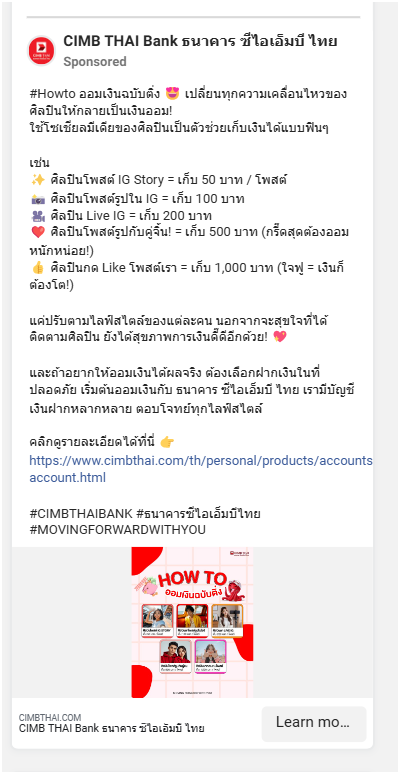 CIMB THAI Bank ธนาคาร ซีไอเอ็มบี ไทย
Sponsored
#Howto ออมเงินฉบับติ่ง 😍 เปลี่ยนทุกความเคลื่อนไหวของ
ศิลปินให้กลายเป็นเงินออม!
ใช้โซเชียลมีเดียของศิลปินเป็นตัวช่วยเก็บเงินได้แบบฟินๆ
เช่น
✨ ศิลปินโพสต์ IG Story = เก็บ 50 บาท / โพสต์
📸 ศิลปินโพสต์รูปใน IG = เก็บ 100 บาท
🎥 ศิลปิน Live IG = เก็บ 200 บาท
❤️ ศิลปินโพสต์รูปกับคู่จิ้น! = เก็บ 500 บาท (กรี๊ดสุดต้องออม
หนักหน่อย!)
👍 ศิลปินกด Like โพสต์เรา = เก็บ 1,000 บาท (ใจฟู = เงินก็
ต้องโต!)
แค่ปรับตามไลฟ์สไตล์ของแต่ละคน นอกจากจะสุขใจที่ได้
ติดตามศิลปิน ยังได้สุขภาพการเงินดี๊ดีอีกด้วย! 💖
และถ้าอยากให้ออมเงินได้ผลจริง ต้องเลือกฝากเงินในที่
ปลอดภัย เริ่มต้นออมเงินกับ ธนาคาร ซีไอเอ็มบี ไทย เรามีบัญชี
เงินฝากหลากหลาย ตอบโจทย์ทุกไลฟ์สไตล์
คลิกดูรายละเอียดได้ที่นี่ 👉
https://www.cimbthai.com/th/personal/products/accounts
account.html
#CIMBTHAIBANK #ธนาคารซีไอเอ็มบีไทย
#MOVINGFORWARDWITHYOU
HOW TO
ออมเงินฉบับติ่ง
CIMBTHAI.COM
CIMB THAI Bank ธนาคาร ซีไอเอ็มบี ไทย
Learn mo...